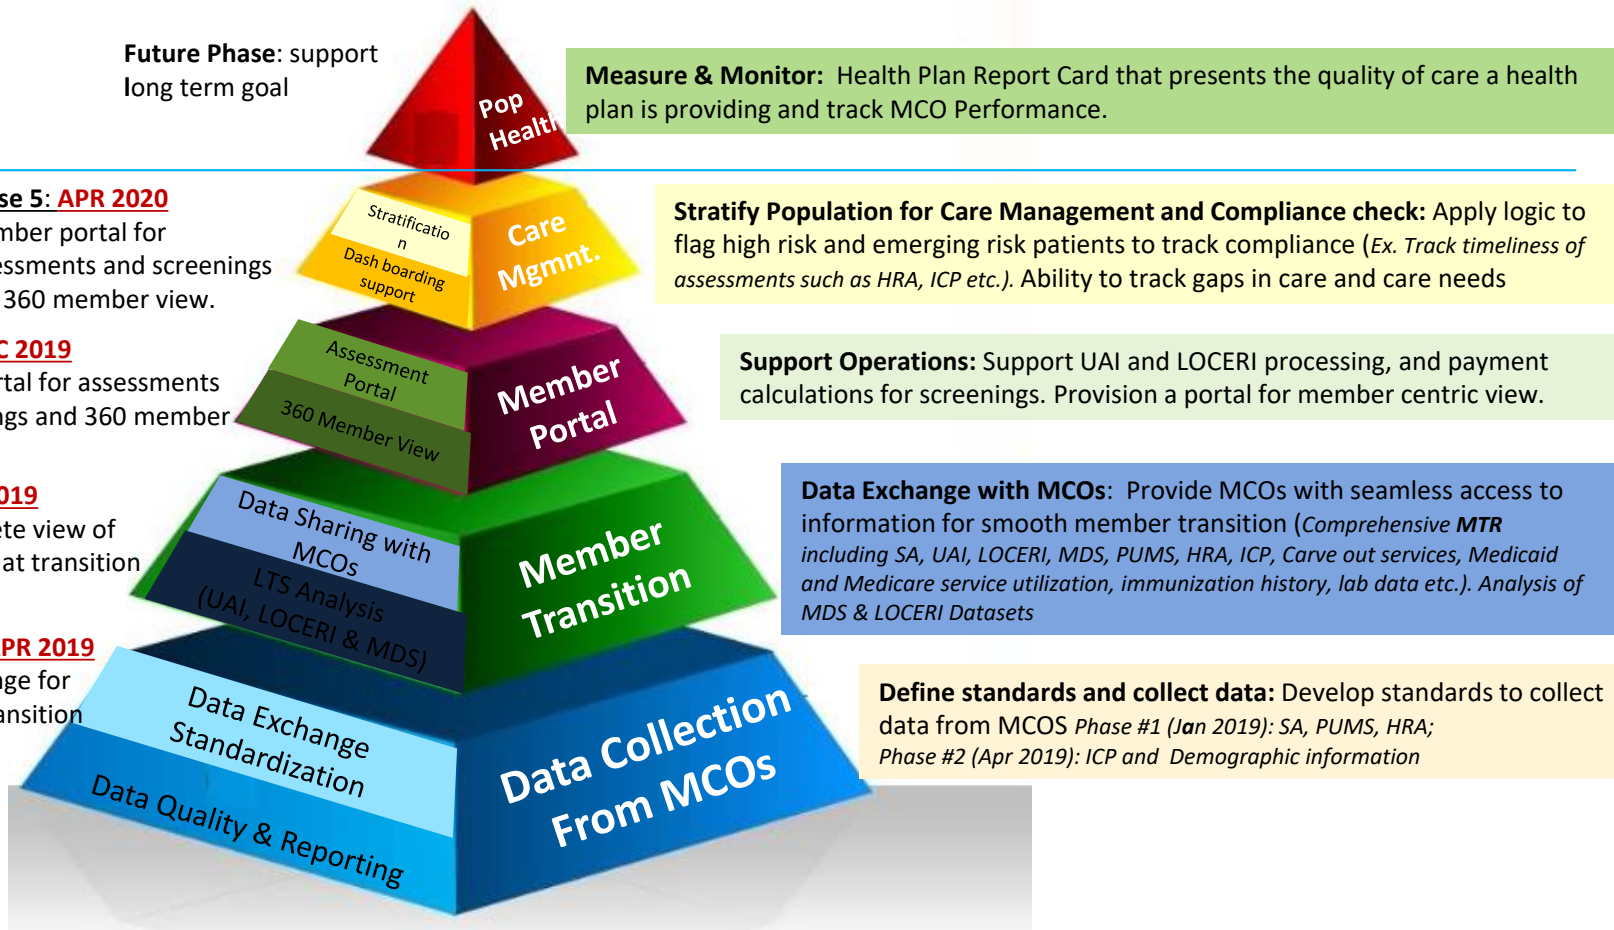 Future Phase: support
long term goal
Measure & Monitor: Health Plan Report Card that presents the quality of care a health
plan is providing and track MCO Performance.
Pop
Health
se 5: APR 2020
mber portal for
essments and screenings
360 member view.
Stratificatio
n
Dash boarding
support
Care
Mgmnt.
Stratify Population for Care Management and Compliance check: Apply logic to
flag high risk and emerging risk patients to track compliance (Ex. Track timeliness of
assessments such as HRA, ICP etc.). Ability to track gaps in care and care needs
C 2019
rtal for assessments
ngs and 360 member
Assessment
Portal
360 Member View
Member
Portal
Support Operations: Support UAI and LOCERI processing, and payment
calculations for screenings. Provision a portal for member centric view.
2019
ete view of
at transition
Data Sharing with
MCOs
LTS Analysis
(UAI, LOCERI & MDS)
Member
Transition
Data Exchange with MCOs: Provide MCOs with seamless access to
information for smooth member transition (Comprehensive MTR
including SA, UAI, LOCERI, MDS, PUMS, HRA, ICP, Carve out services, Medicaid
and Medicare service utilization, immunization history, lab data etc.). Analysis of
MDS & LOCERI Datasets
APR 2019
nge for
ansition
Data Exchange
Standardization
Data Quality & Reporting
Data Collection
From MCOs
Define standards and collect data: Develop standards to collect
data from MCOS Phase #1 (Jan 2019): SA, PUMS, HRA;
Phase #2 (Apr 2019): ICP and Demographic information